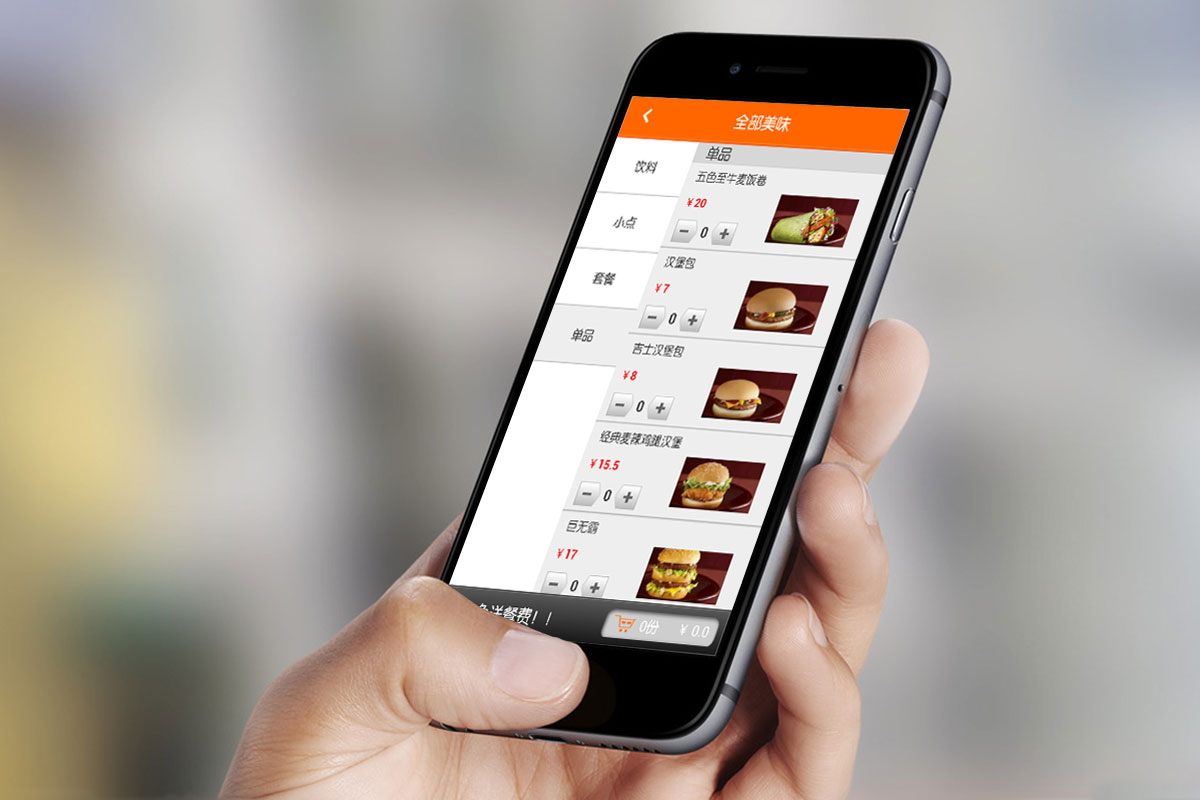 全部美味
饮料
小点
套餐
单品
单品
五色至牛麦饭卷
¥20
0
汉堡包
¥7
0
吉士汉堡包
¥8
0
经典麦辣鸡腿汉堡
¥15.5
0
巨无霸
¥17
0
免送餐费！！
0份 ¥0.0